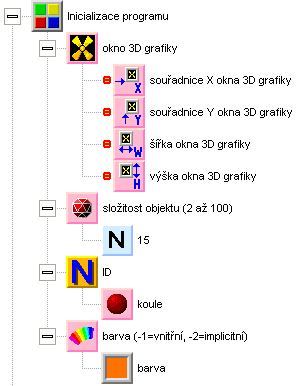 Inicializace programu
okno 3D grafiky
souřadnice X okna 3D grafiky
X
souřadnice Y okna 3D grafiky
Y
šířka okna 3D grafiky
W
výška okna 3D grafiky
H
složitost objektu (2 až 100)
N 15
N ID
koule
barva (-1=vnitřní, -2=implicitní)
barva